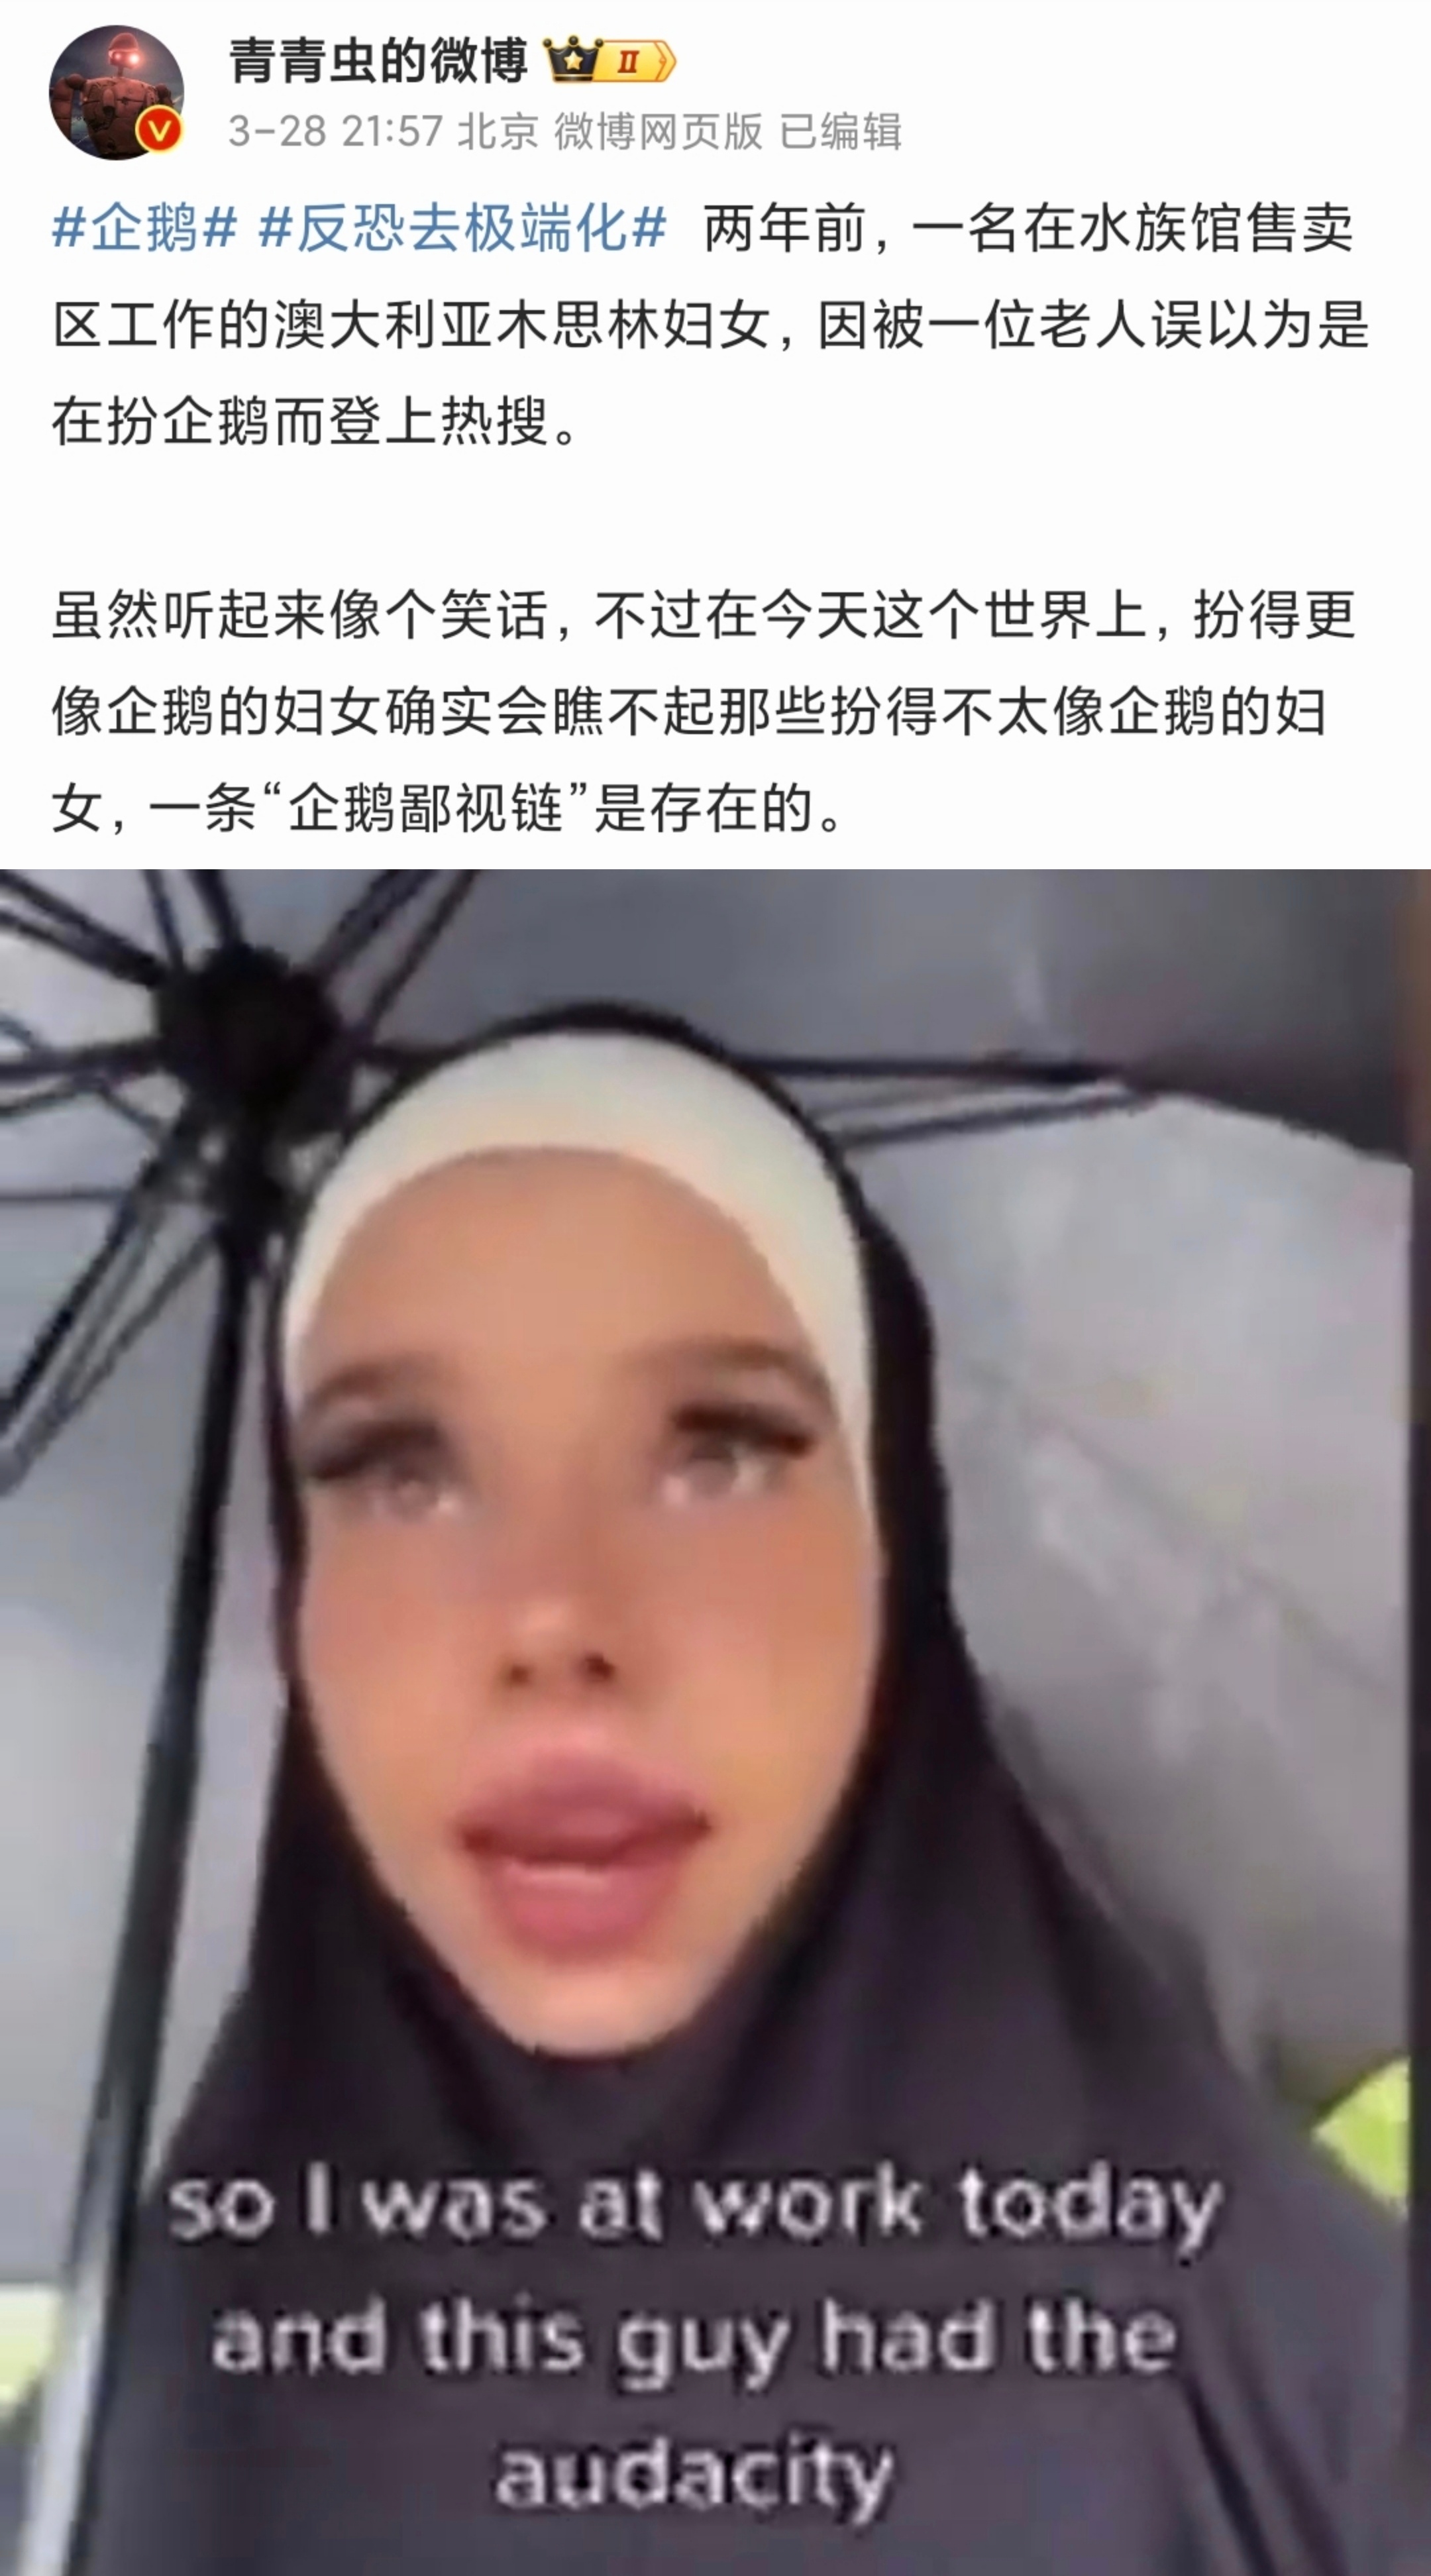 青青虫的微博 II
3-28 21:57 北京 微博网页版 已编辑
#企鹅# #反恐去极端化# 两年前，一名在水族馆售卖
区工作的澳大利亚木思林妇女，因被一位老人误以为是
在扮企鹅而登上热搜。
虽然听起来像个笑话，不过在今天这个世界上，扮得更
像企鹅的妇女确实会瞧不起那些扮得不太像企鹅的妇
女，一条“企鹅鄙视链”是存在的。
so I was at work today
and this guy had the
audacity